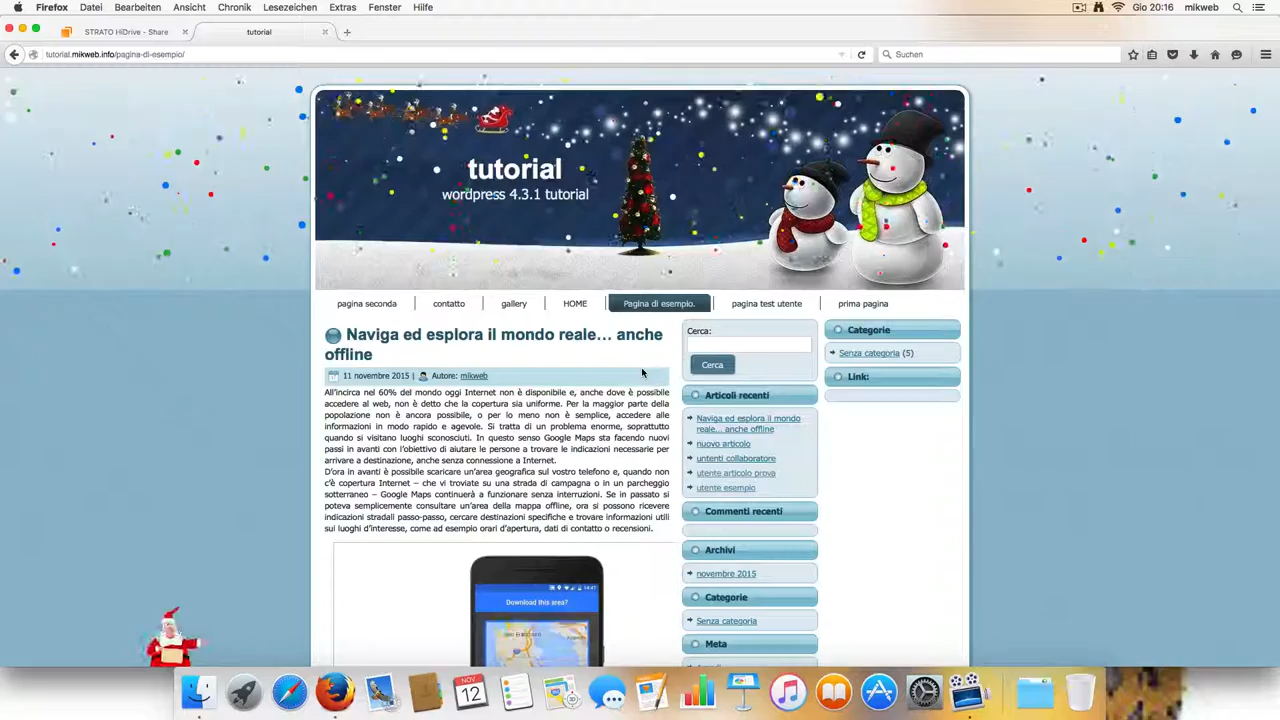 Firefox Datei Bearbeiten Ansicht Chronik Lesezeichen Extras Fenster Hilfe Gio 20:16 mikweb
STRATO HiDrive - Share tutorial
tutorial.mikweb.info/pagina-di-esempio/ Suchen
tutorial
wordpress 4.3.1 tutorial
pagina seconda contatto gallery HOME Pagina di esempio. pagina test utente prima pagina
Naviga ed esplora il mondo reale… anche
offline
11 novembre 2015 | Autore: mikweb
All'incirca nel 60% del mondo oggi Internet non è disponibile e, anche dove è possibile
accedere al web, non è detto che la copertura sia uniforme. Per la maggior parte della
popolazione non è ancora possibile, o per lo meno non è semplice, accedere alle
informazioni in modo rapido e agevole. Si tratta di un problema enorme, soprattutto
quando si visitano luoghi sconosciuti. In questo senso Google Maps sta facendo nuovi
passi in avanti con l'obiettivo di aiutare le persone a trovare le indicazioni necessarie per
arrivare a destinazione, anche senza connessione a Internet.
D'ora in avanti è possibile scaricare un'area geografica sul vostro telefono e, quando non
c'è copertura Internet – che vi troviate su una strada di campagna o in un parcheggio
sotterraneo – Google Maps continuerà a funzionare senza interruzioni. Se in passato si
poteva semplicemente consultare un'area della mappa offline, ora si possono ricevere
indicazioni stradali passo-passo, cercare destinazioni specifiche e trovare informazioni utili
sui luoghi d'interesse, come ad esempio orari d'apertura, dati di contatto o recensioni.
Download this area?
Cerca:
Cerca
Articoli recenti
Naviga ed esplora il mondo
reale… anche offline
nuovo articolo
untenti collaboratore
utente articolo prova
utente esempio
Commenti recenti
Archivi
novembre 2015
Categorie
Senza categoria
Meta
Categorie
Senza categoria (5)
Link:
NOV
12